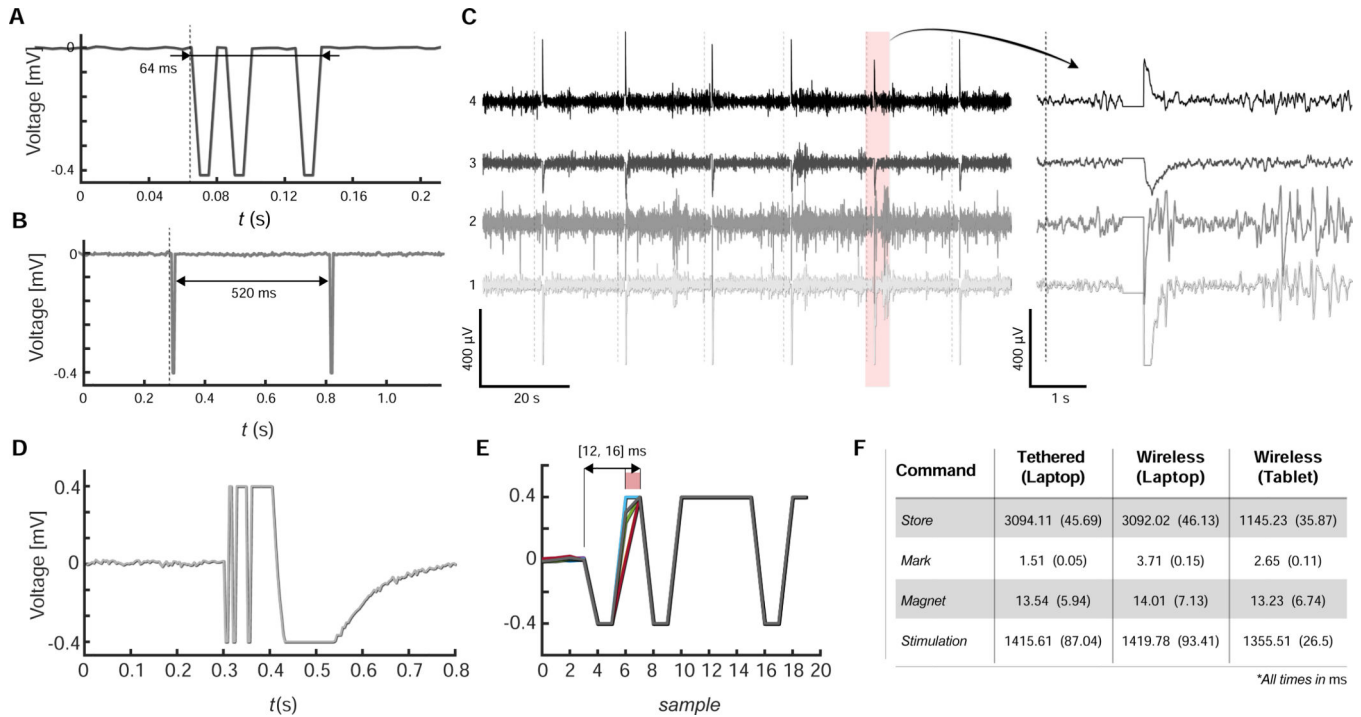 A
Voltage [mV]
0
-0.4
64 ms
0
0.04
0.08
0.12
0.16
0.2
t (s)
B
Voltage [mV]
0
-0.4
520 ms
0
0.2
0.4
0.6
0.8
1.0
t (s)
C
4
3
2
1
400 µV
20 s
400 µV
1 s
D
Voltage [mV]
0.4
0
-0.4
0
0.1
0.2
0.3
0.4
0.5
0.6
0.7
0.8
t(s)
E
[12, 16] ms
0.4
0
-0.4
0 2 4 6 8 10 12 14 16 18 20
sample
F
Command Tethered (Laptop) Wireless (Laptop) Wireless (Tablet)
Store 3094.11 (45.69) 3092.02 (46.13) 1145.23 (35.87)
Mark 1.51 (0.05) 3.71 (0.15) 2.65 (0.11)
Magnet 13.54 (5.94) 14.01 (7.13) 13.23 (6.74)
Stimulation 1415.61 (87.04) 1419.78 (93.41) 1355.51 (26.5)
*All times in ms